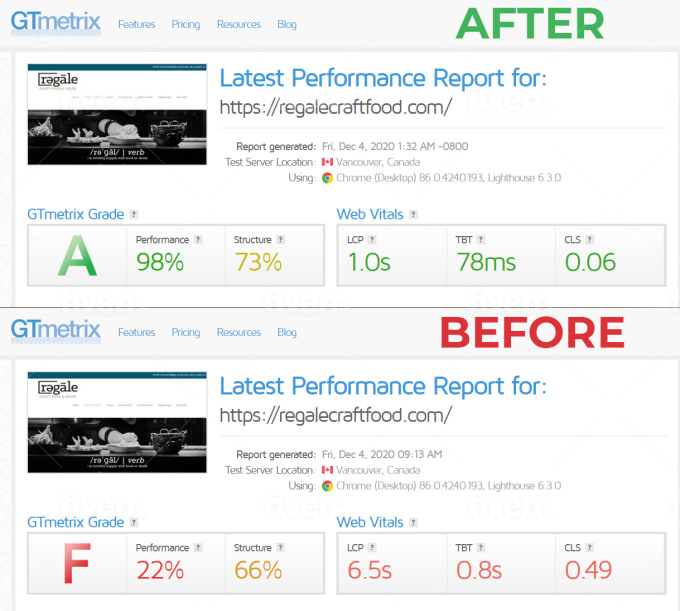 GTmetrix Features Pricing Resources Blog AFTER
regale
Latest Performance Report for:
https://regalecraftfood.com/
/rəˈgāl/ | verb
Report generated: Fri, Dec 4, 2020 1:32 AM -0800
Test Server Location: Vancouver, Canada
Using: Chrome (Desktop) 86.0.4240.193, Lighthouse 6.3.0
GTmetrix Grade ? Web Vitals ?
Performance ? Structure ? LCP ? TBT ? CLS ?
A 98% 73% 1.0s 78ms 0.06
fiverr.
GTmetrix Features Pricing Resources Blog BEFORE
Latest Performance Report for:
https://regalecraftfood.com/
/rəˈgāl/ | verb
Report generated: Fri, Dec 4, 2020 09:13 AM
Test Server Location: Vancouver, Canada
Using: Chrome (Desktop) 86.0.4240.193, Lighthouse 6.3.0
GTmetrix Grade ? Web Vitals ?
Performance ? Structure ? LCP ? TBT ? CLS ?
F 22% 66% 6.5s 0.8s 0.49